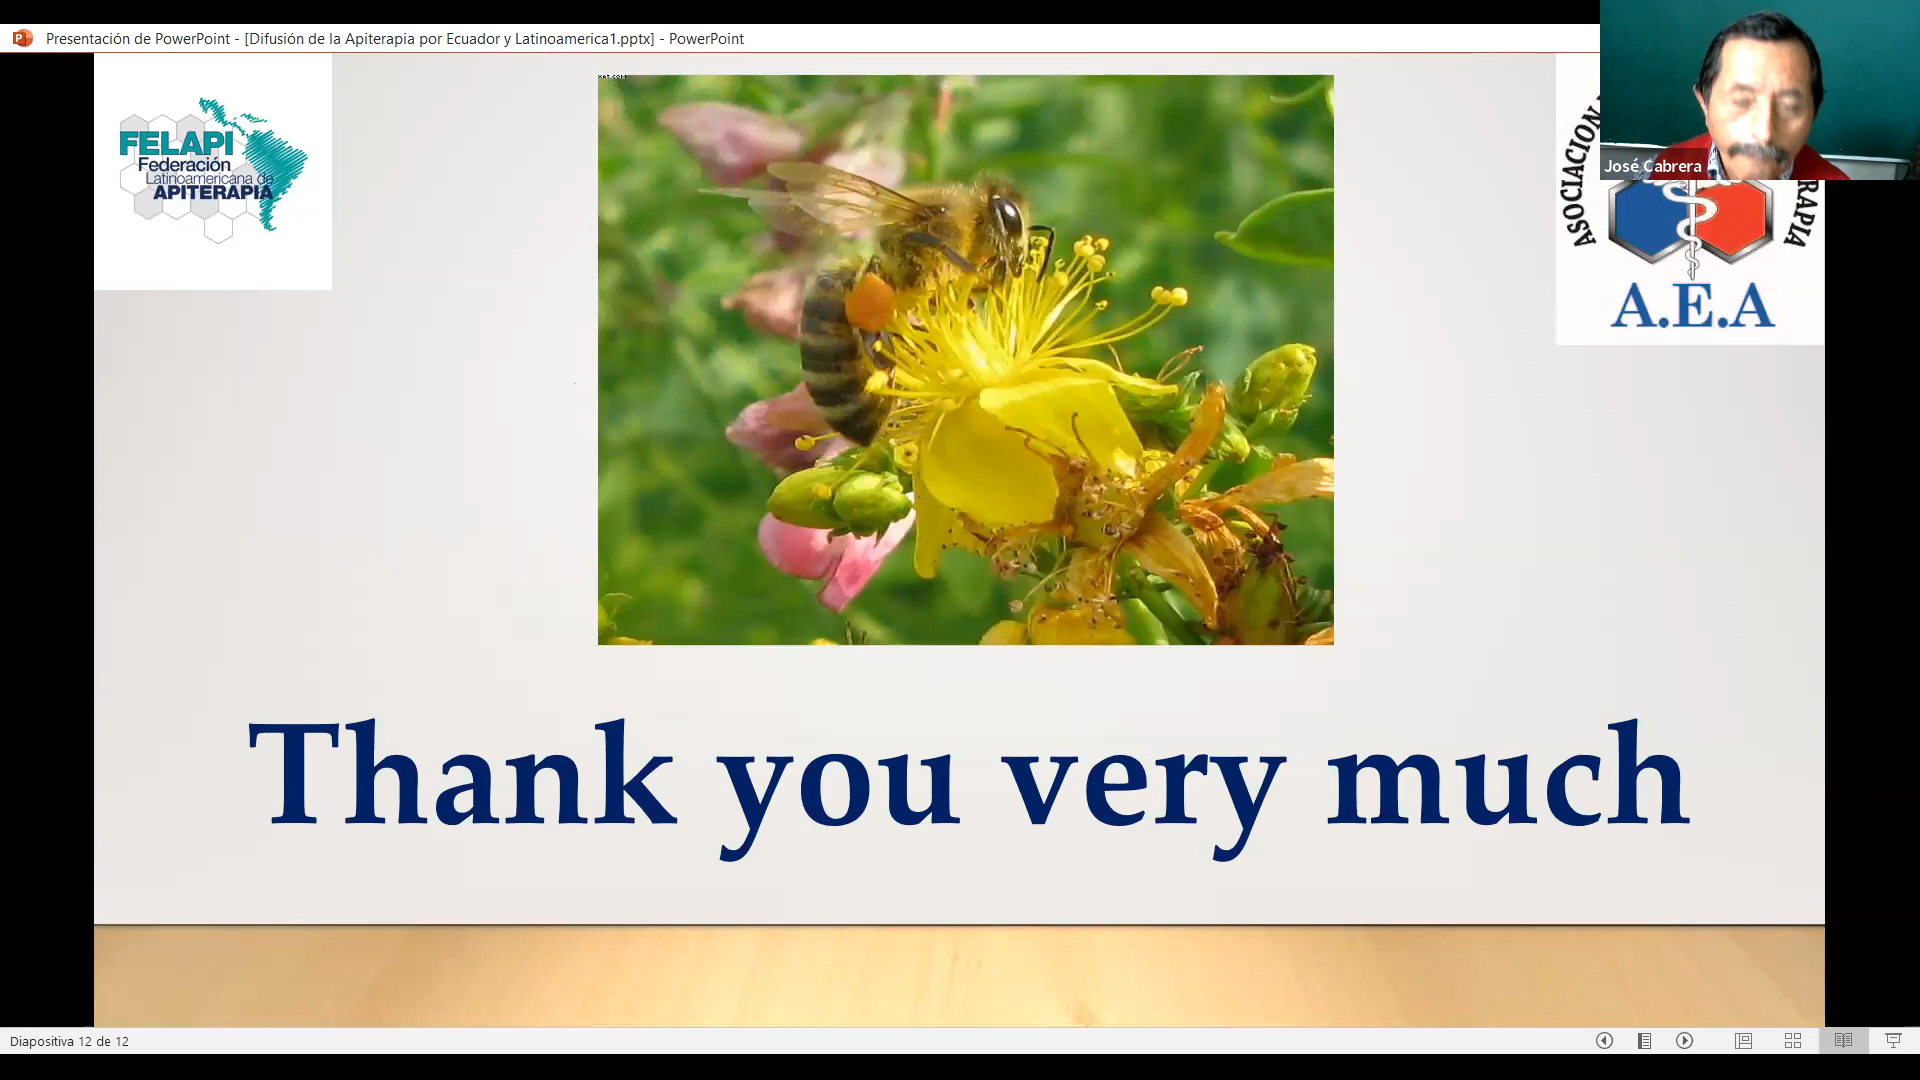 Presentación de PowerPoint - [Difusión de la Apiterapia por Ecuador y Latinoamerica1.pptx] - PowerPoint
FELAPI
Federación
Latinoamericana de
APITERAPIA
José Cabrera
ASOCIACION
RAPIA
A.E.A
Thank you very much
Diapositiva 12 de 12